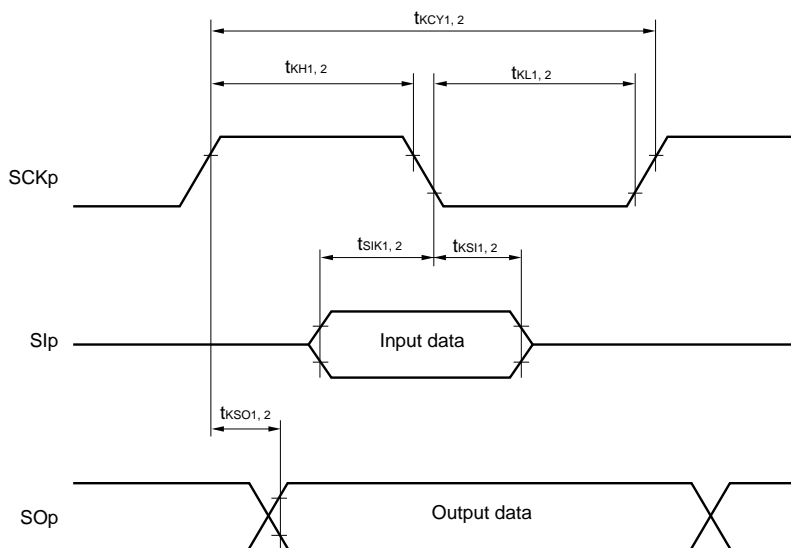 tKCY1, 2
tKH1, 2
tKL1, 2
SCKp
tSIK1, 2
tKSI1, 2
SIp
Input data
tKSO1, 2
SOp
Output data